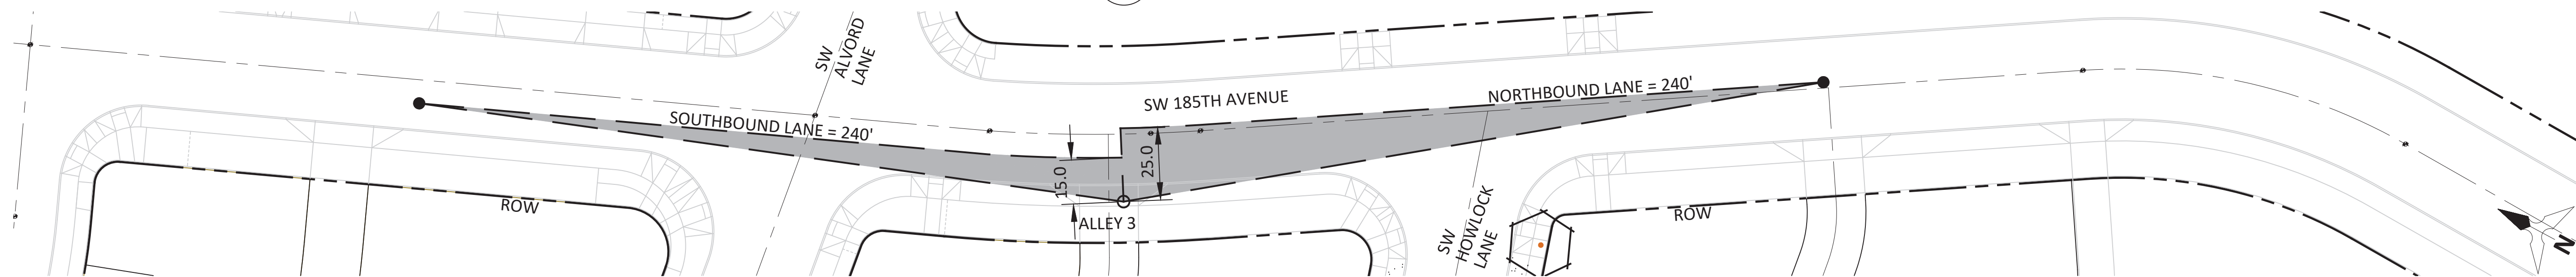 SW
ALVORD
LANE
SW 185TH AVENUE
NORTHBOUND LANE = 240'
SOUTHBOUND LANE = 240'
15.0
25.0
ROW
ALLEY 3
SW
HOWLOCK
LANE
ROW
N